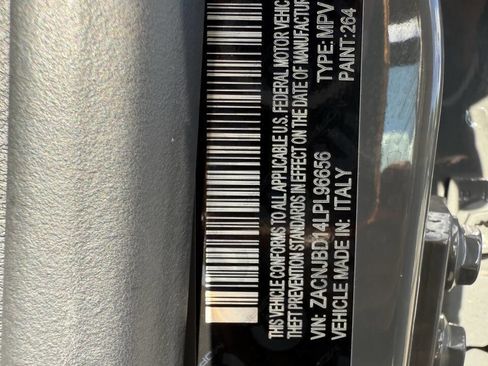 THIS VEHICLE CONFORMS TO ALL APPLICABLE U.S. FEDERAL MOTOR VEHIC
THEFT PREVENTION STANDARDS IN EFFECT ON THE DATE OF MANUFACTUR
VIN: ZACNJBD14LPL96656 TYPE: MPV
VEHICLE MADE IN: ITALY PAINT: 264